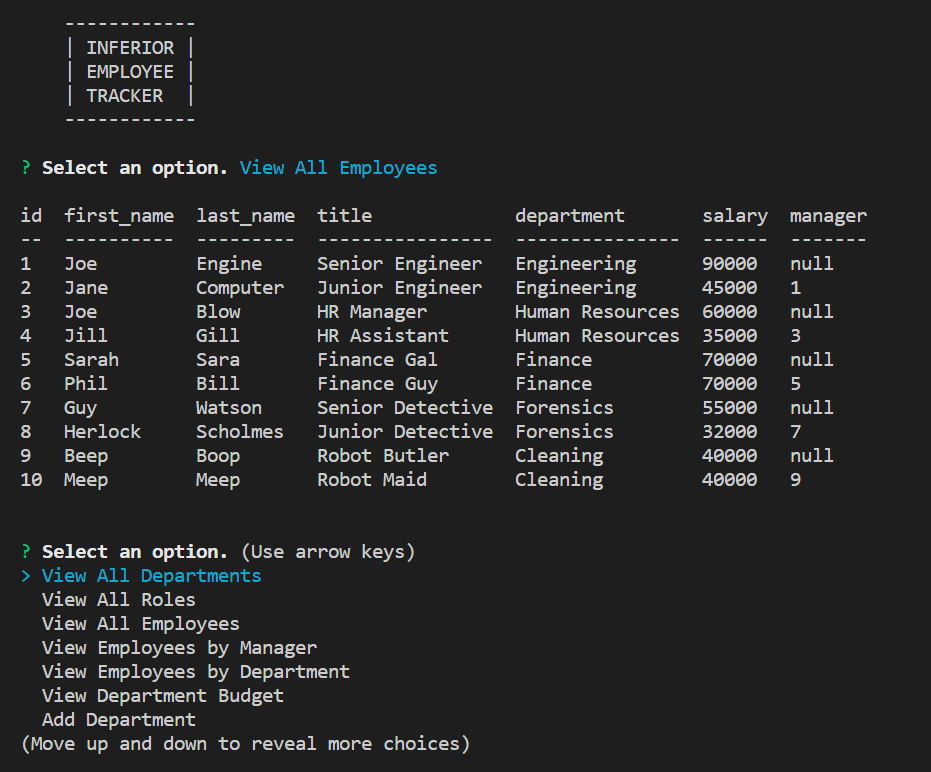 ------------
| INFERIOR |
| EMPLOYEE |
| TRACKER  |
------------
? Select an option. View All Employees
id  first_name  last_name  title             department       salary  manager
--  ----------  ---------  ----------------  ---------------  ------  -------
1   Joe         Engine     Senior Engineer   Engineering      90000   null
2   Jane        Computer   Junior Engineer   Engineering      45000   1
3   Joe         Blow       HR Manager        Human Resources  60000   null
4   Jill        Gill       HR Assistant      Human Resources  35000   3
5   Sarah       Sara       Finance Gal       Finance          70000   null
6   Phil        Bill       Finance Guy       Finance          70000   5
7   Guy         Watson     Senior Detective  Forensics        55000   null
8   Herlock     Scholmes   Junior Detective  Forensics        32000   7
9   Beep        Boop       Robot Butler      Cleaning         40000   null
10  Meep        Meep       Robot Maid        Cleaning         40000   9
? Select an option. (Use arrow keys)
> View All Departments
  View All Roles
  View All Employees
  View Employees by Manager
  View Employees by Department
  View Department Budget
  Add Department
(Move up and down to reveal more choices)